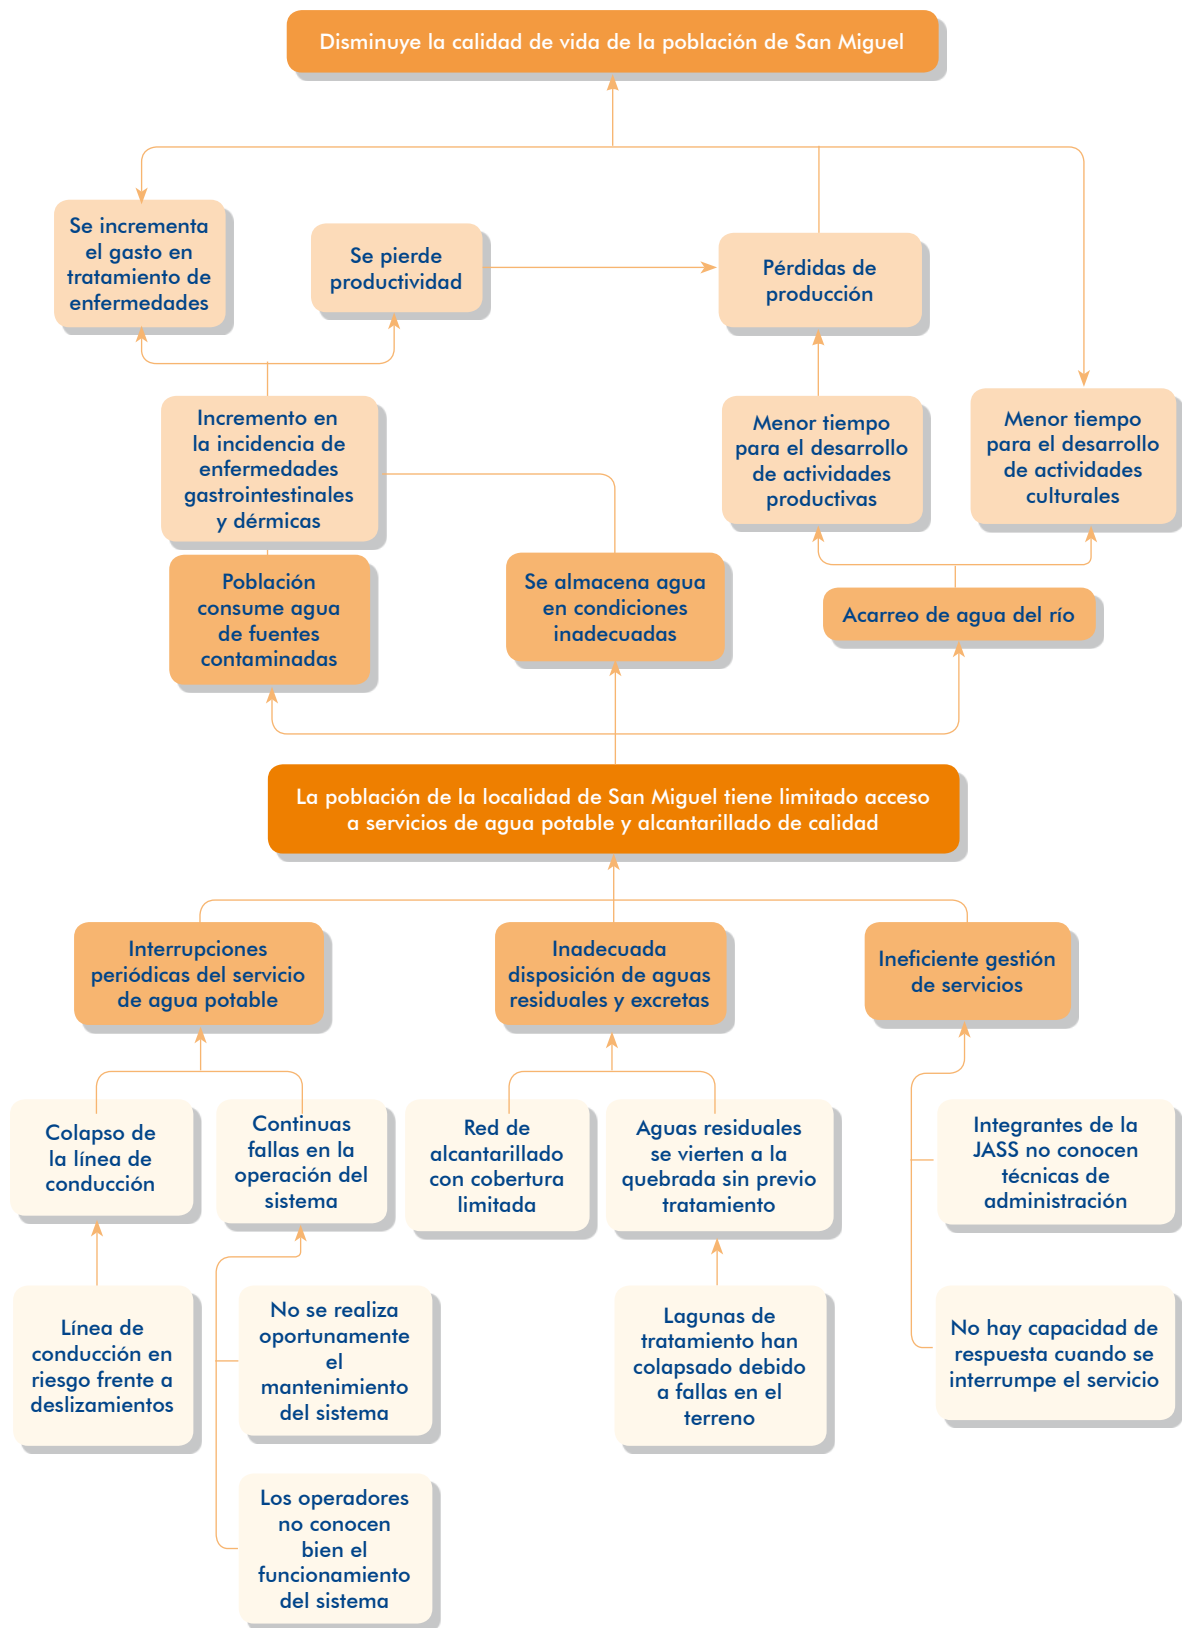 Disminuye la calidad de vida de la población de San Miguel
Se incrementa
el gasto en
tratamiento de
enfermedades
Se pierde
productividad
Pérdidas de
producción
Incremento en
la incidencia de
enfermedades
gastrointestinales
y dérmicas
Menor tiempo
para el desarrollo
de actividades
productivas
Menor tiempo
para el desarrollo
de actividades
culturales
Población
consume agua
de fuentes
contaminadas
Se almacena agua
en condiciones
inadecuadas
Acarreo de agua del río
La población de la localidad de San Miguel tiene limitado acceso
a servicios de agua potable y alcantarillado de calidad
Interrupciones
periódicas del servicio
de agua potable
Inadecuada
disposición de aguas
residuales y excretas
Ineficiente gestión
de servicios
Colapso de
la línea de
conducción
Continuas
fallas en la
operación del
sistema
Red de
alcantarillado
con cobertura
limitada
Aguas residuales
se vierten a la
quebrada sin previo
tratamiento
Integrantes de la
JASS no conocen
técnicas de
administración
Línea de
conducción en
riesgo frente a
deslizamientos
No se realiza
oportunamente
el
mantenimiento
del sistema
Lagunas de
tratamiento han
colapsado debido
a fallas en el
terreno
No hay capacidad de
respuesta cuando se
interrumpe el servicio
Los operadores
no conocen
bien el
funcionamiento
del sistema